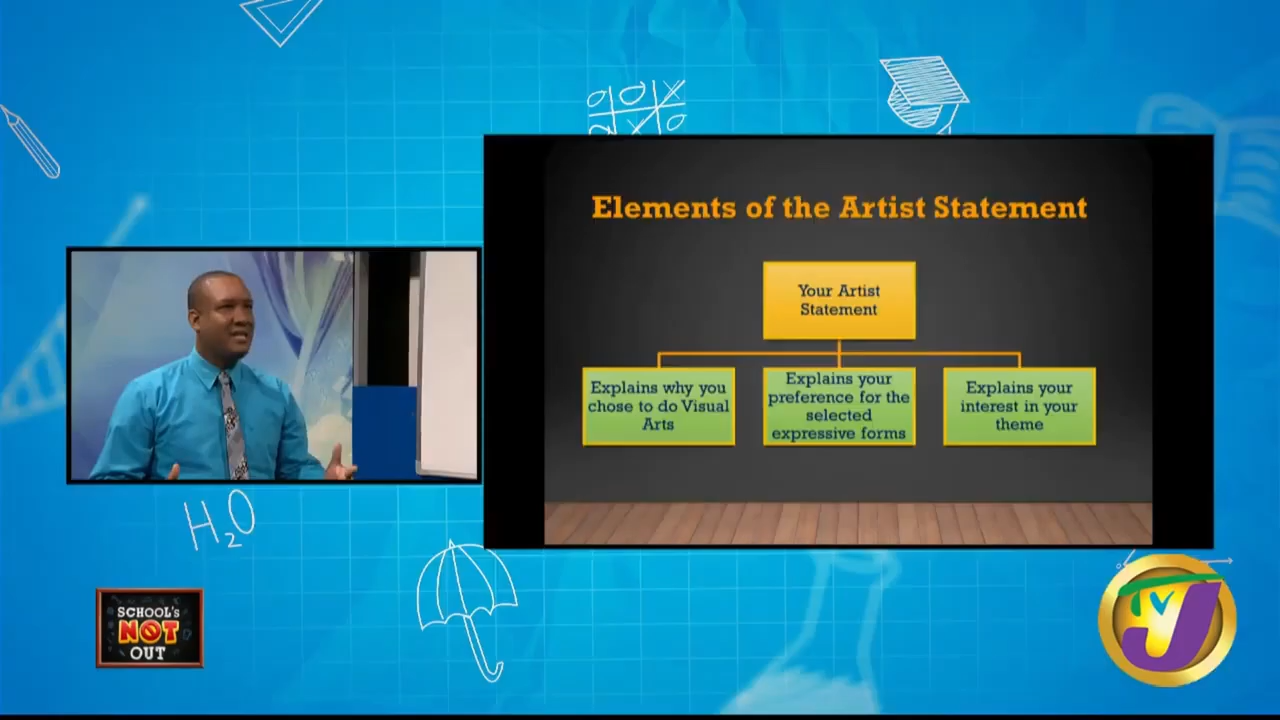 Elements of the Artist Statement
Your Artist
Statement
Explains why you
chose to do Visual
Arts
Explains your
preference for the
selected
expressive forms
Explains your
interest in your
theme
H₂O
SCHOOL's
NOT
OUT
TVJ